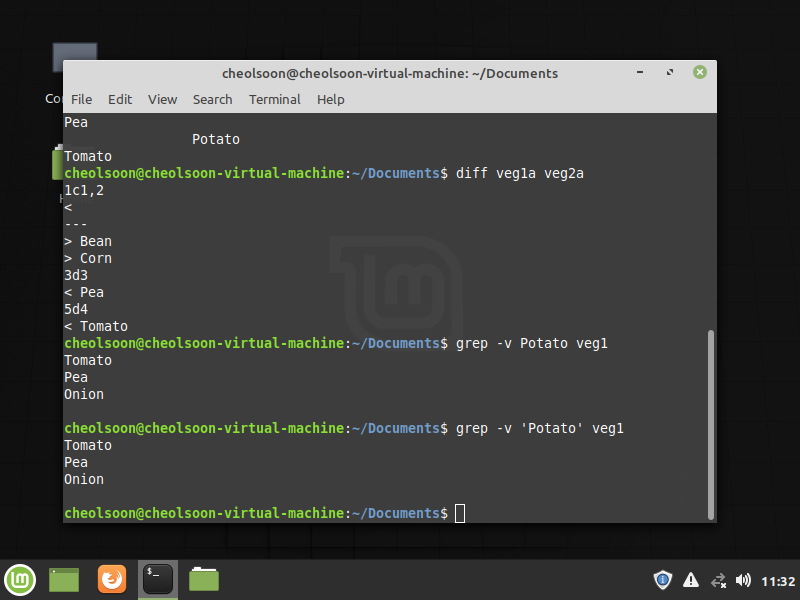 cheolsoon@cheolsoon-virtual-machine: ~/Documents
File Edit View Search Terminal Help
Pea
Potato
Tomato
cheolsoon@cheolsoon-virtual-machine:~/Documents$ diff veg1a veg2a
1c1,2
<
---
> Bean
> Corn
3d3
< Pea
5d4
< Tomato
cheolsoon@cheolsoon-virtual-machine:~/Documents$ grep -v Potato veg1
Tomato
Pea
Onion
cheolsoon@cheolsoon-virtual-machine:~/Documents$ grep -v 'Potato' veg1
Tomato
Pea
Onion
cheolsoon@cheolsoon-virtual-machine:~/Documents$
11:32